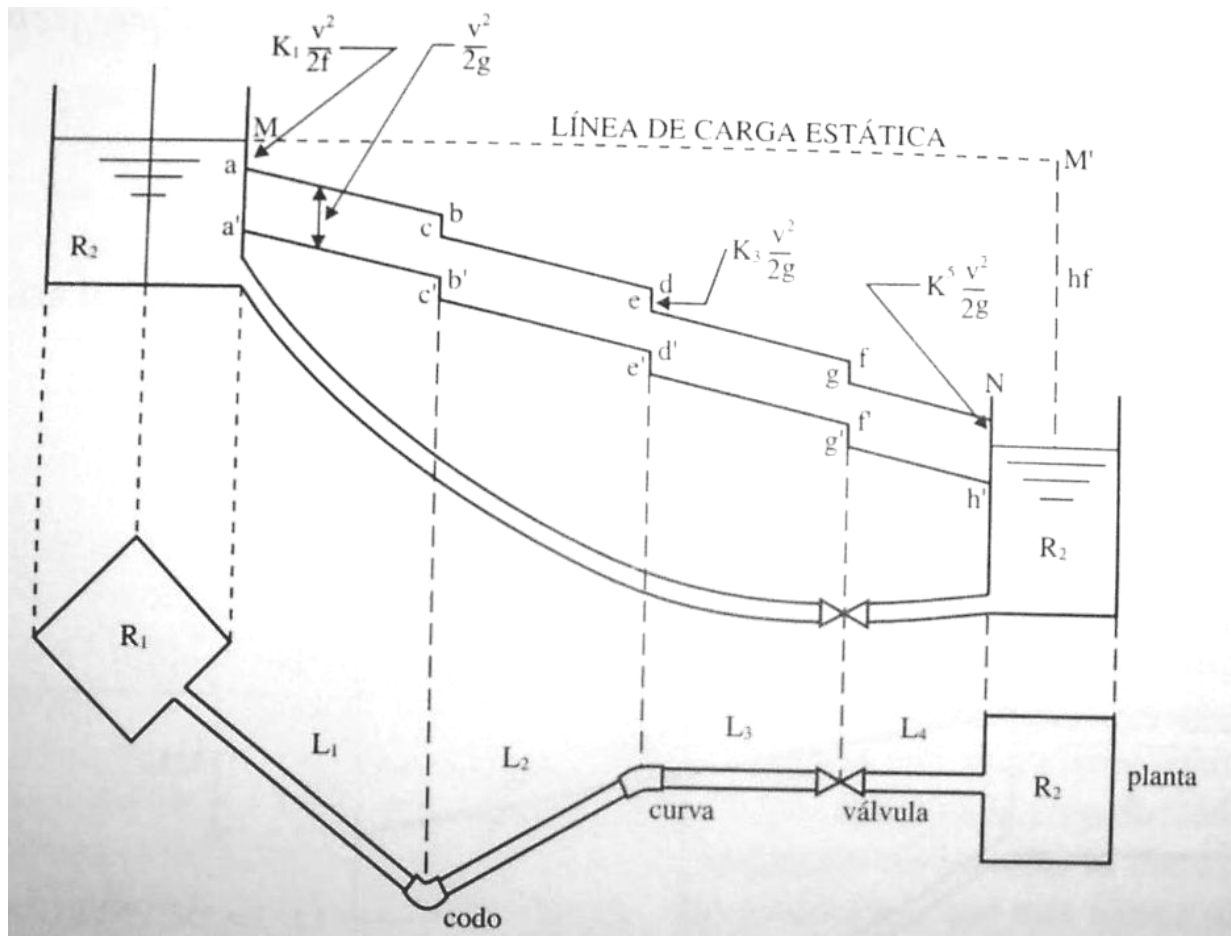 K₁ v²/2f
v²/2g
M
LÍNEA DE CARGA ESTÁTICA
M'
a
R₂
a'
b
c
b'
c'
K₃ v²/2g
d
e
d'
e'
K⁵ v²/2g
hf
f
g
f'
g'
N
h'
R₂
R₁
L₁
L₂
L₃
L₄
R₂
planta
curva
válvula
codo